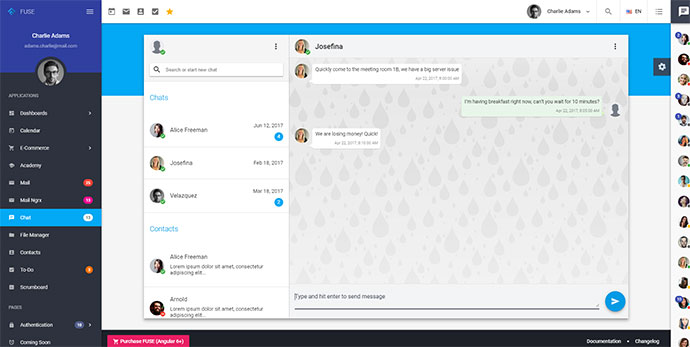 FUSE
Charlie Adams
adams.charlie@mail.com
APPLICATIONS
Dashboards
Calendar
E-Commerce
Academy
Mail 25
Mail Ngrx 13
Chat 13
File Manager
Contacts
To-Do 3
Scrumboard
PAGES
Authentication 10
Coming Soon
Charlie Adams
EN
Search or start new chat
Chats
Alice Freeman Jun 12, 2017
4
Josefina Feb 18, 2017
Velazquez Mar 18, 2017
7
Contacts
Alice Freeman
Lorem ipsum dolor sit amet, consectetur
adipiscing elit...
Arnold
Lorem ipsum dolor sit amet, consectetur
adipiscing elit...
Josefina
Quickly come to the meeting room 1B, we have a big server issue
Apr 22, 2017, 8:00:00 AM
I'm having breakfast right now, can't you wait for 10 minutes?
Apr 22, 2017, 8:05:00 AM
We are losing money! Quick!
Apr 22, 2017, 8:15:00 AM
Type and hit enter to send message
Purchase FUSE (Angular 6+)
Documentation • Changelog